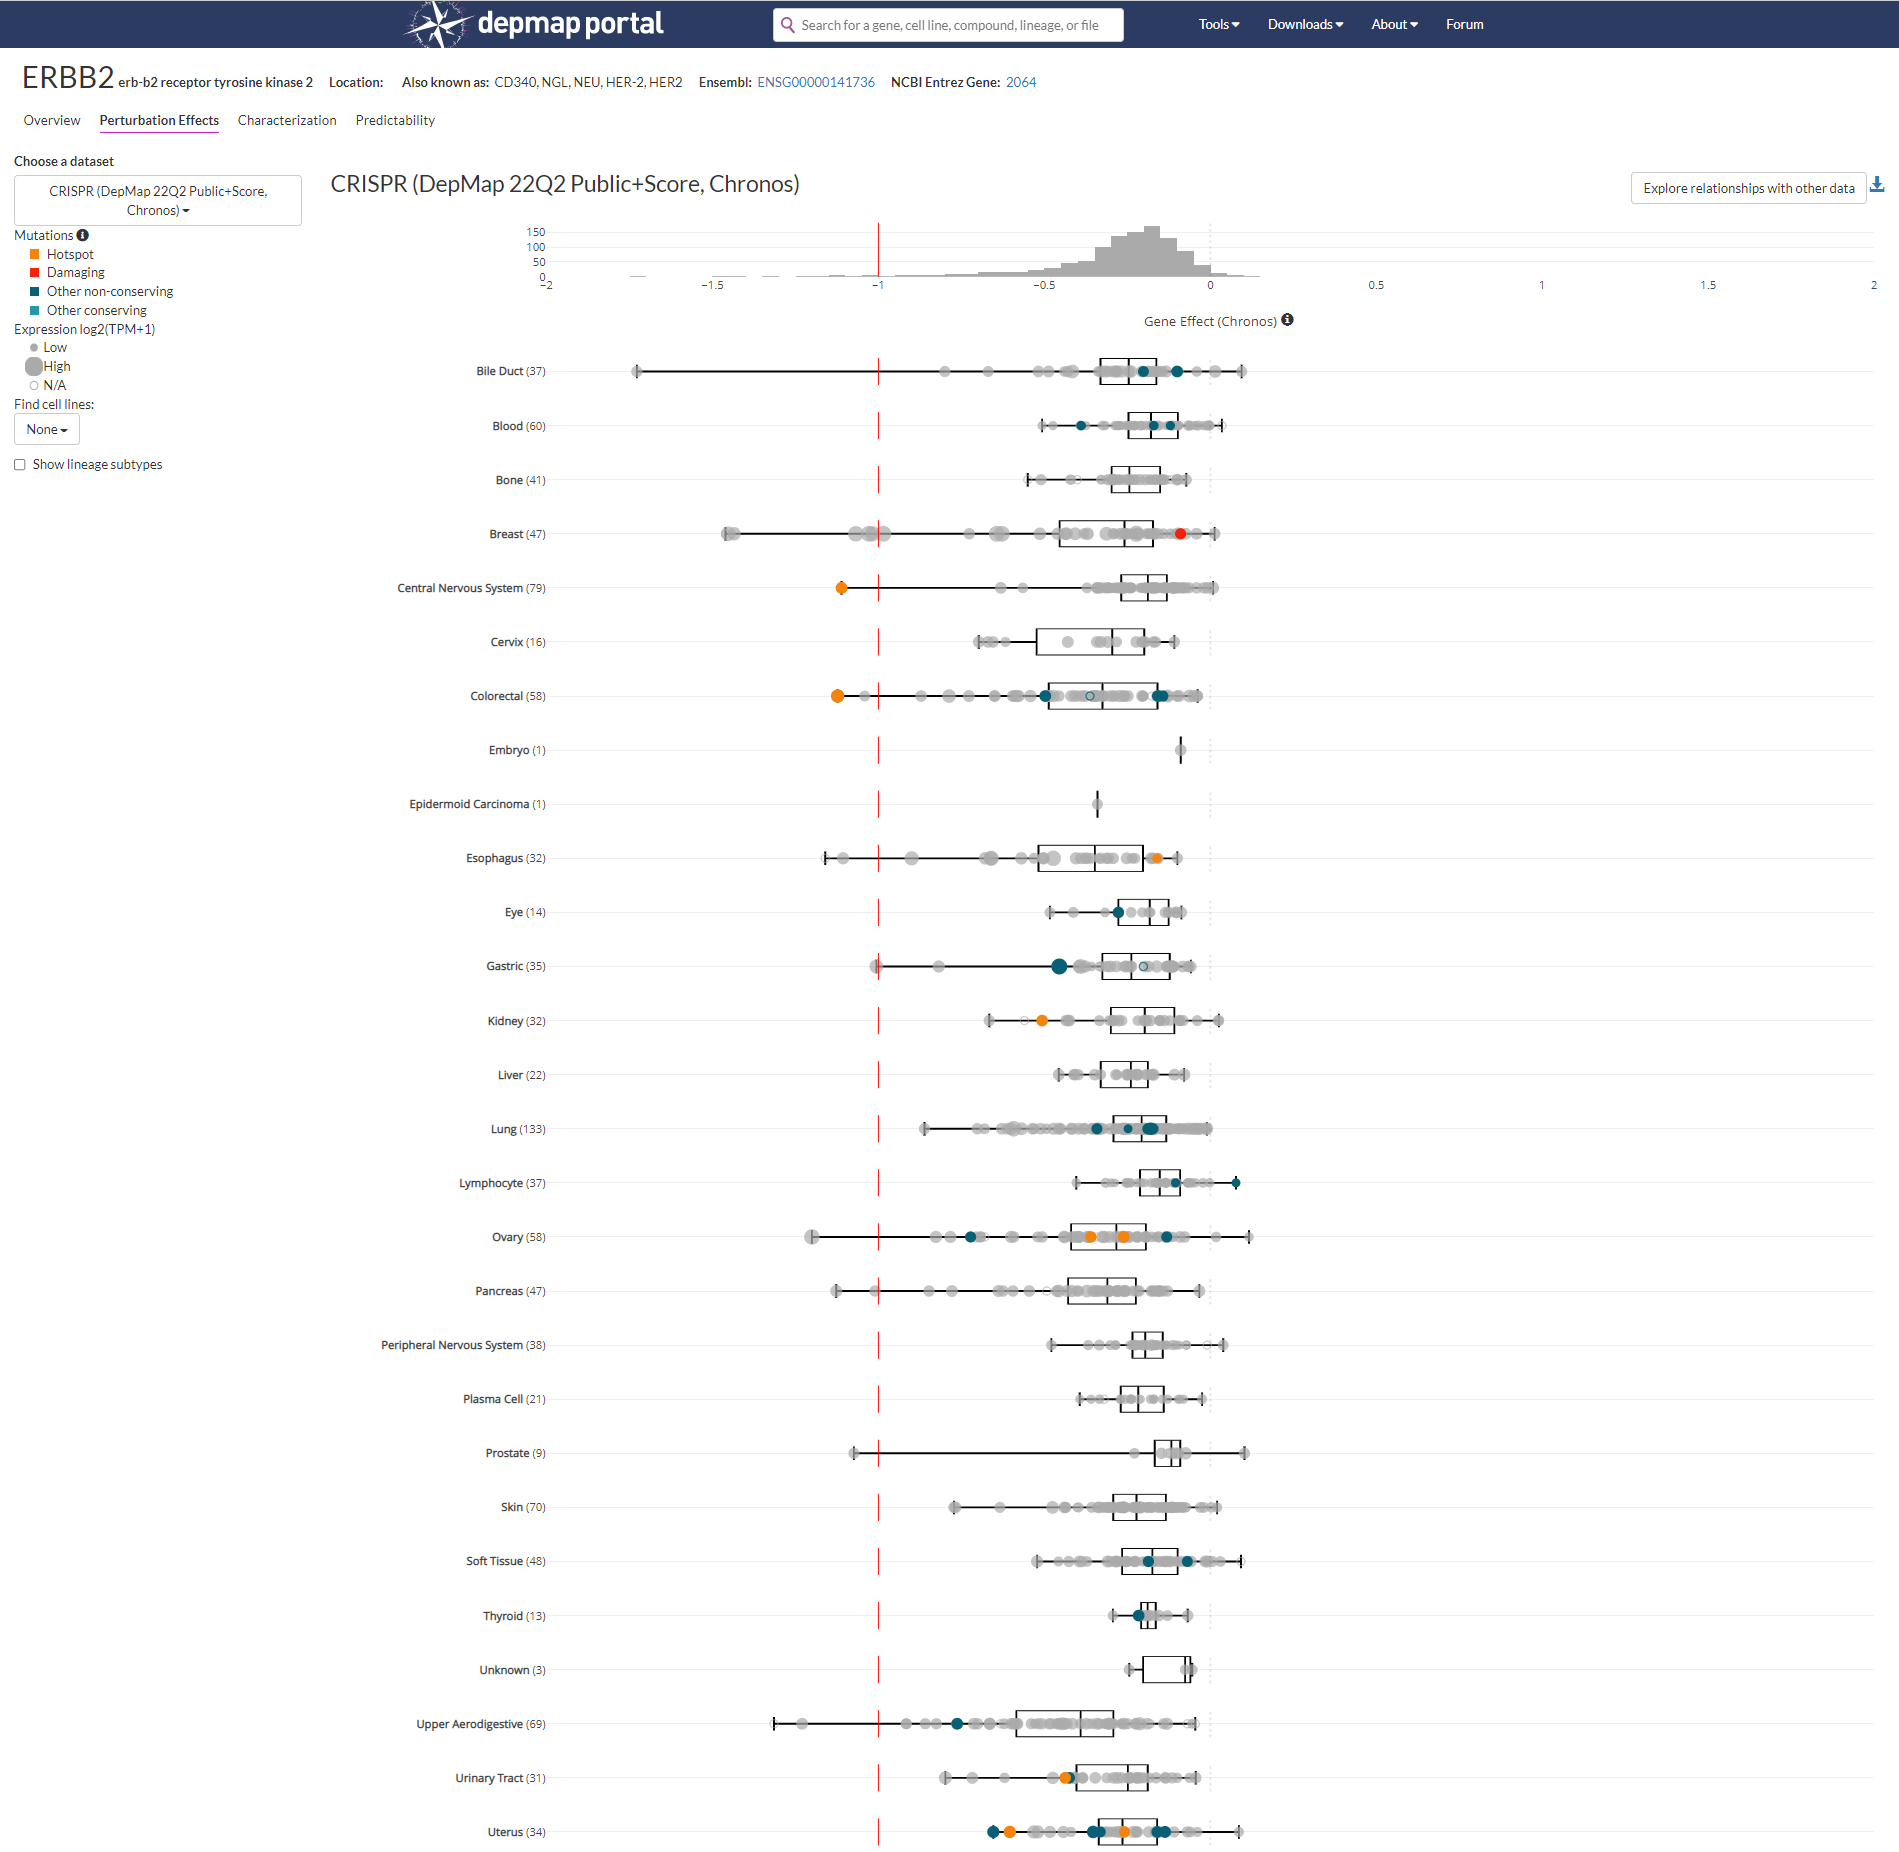 depmap portal
Search for a gene, cell line, compound, lineage, or file
Tools Downloads About Forum
ERBB2 erb-b2 receptor tyrosine kinase 2 Location: Also known as: CD340, NGL, NEU, HER-2, HER2 Ensembl: ENSG00000141736 NCBI Entrez Gene: 2064
Overview Perturbation Effects Characterization Predictability
Choose a dataset
CRISPR (DepMap 22Q2 Public+Score, Chronos)
Mutations
Hotspot
Damaging
Other non-conserving
Other conserving
Expression log2(TPM+1)
Low
High
N/A
Find cell lines:
None
Show lineage subtypes
CRISPR (DepMap 22Q2 Public+Score, Chronos)
Explore relationships with other data
150
100
50
0
−2 −1.5 −1 −0.5 0 0.5 1 1.5 2
Gene Effect (Chronos)
Bile Duct (37)
Blood (60)
Bone (41)
Breast (47)
Central Nervous System (79)
Cervix (16)
Colorectal (58)
Embryo (1)
Epidermoid Carcinoma (1)
Esophagus (32)
Eye (14)
Gastric (35)
Kidney (32)
Liver (22)
Lung (133)
Lymphocyte (37)
Ovary (58)
Pancreas (47)
Peripheral Nervous System (38)
Plasma Cell (21)
Prostate (9)
Skin (70)
Soft Tissue (48)
Thyroid (13)
Unknown (3)
Upper Aerodigestive (69)
Urinary Tract (31)
Uterus (34)